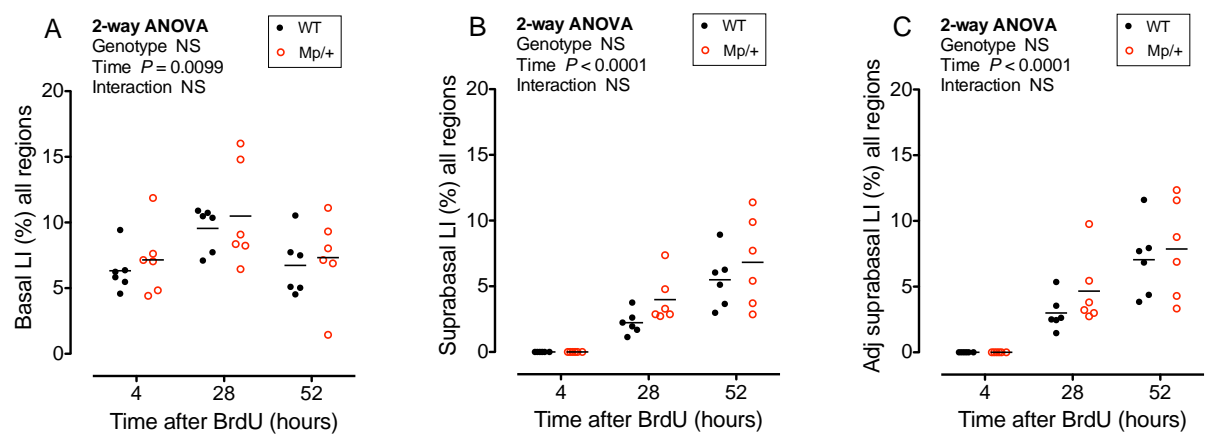 A
2-way ANOVA
Genotype NS
Time P = 0.0099
Interaction NS
WT
Mp/+
Basal LI (%) all regions
20
15
10
5
0
4 28 52
Time after BrdU (hours)
B
2-way ANOVA
Genotype NS
Time P < 0.0001
Interaction NS
WT
Mp/+
Suprabasal LI (%) all regions
20
15
10
5
0
4 28 52
Time after BrdU (hours)
C
2-way ANOVA
Genotype NS
Time P < 0.0001
Interaction NS
WT
Mp/+
Adj suprabasal LI (%) all regions
20
15
10
5
0
4 28 52
Time after BrdU (hours)